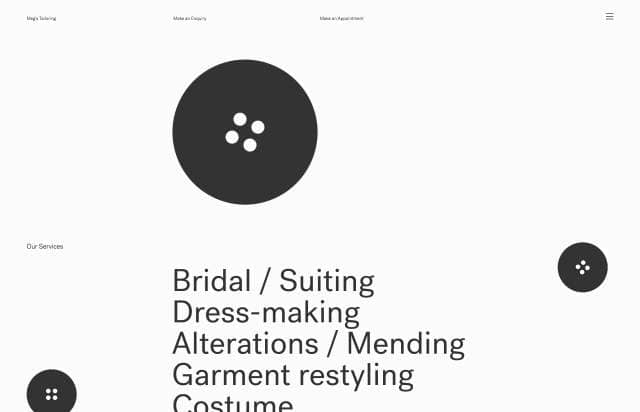 Meg's Tailoring
Make an Enquiry
Make an Appointment
Our Services
Bridal / Suiting
Dress-making
Alterations / Mending
Garment restyling
Costume